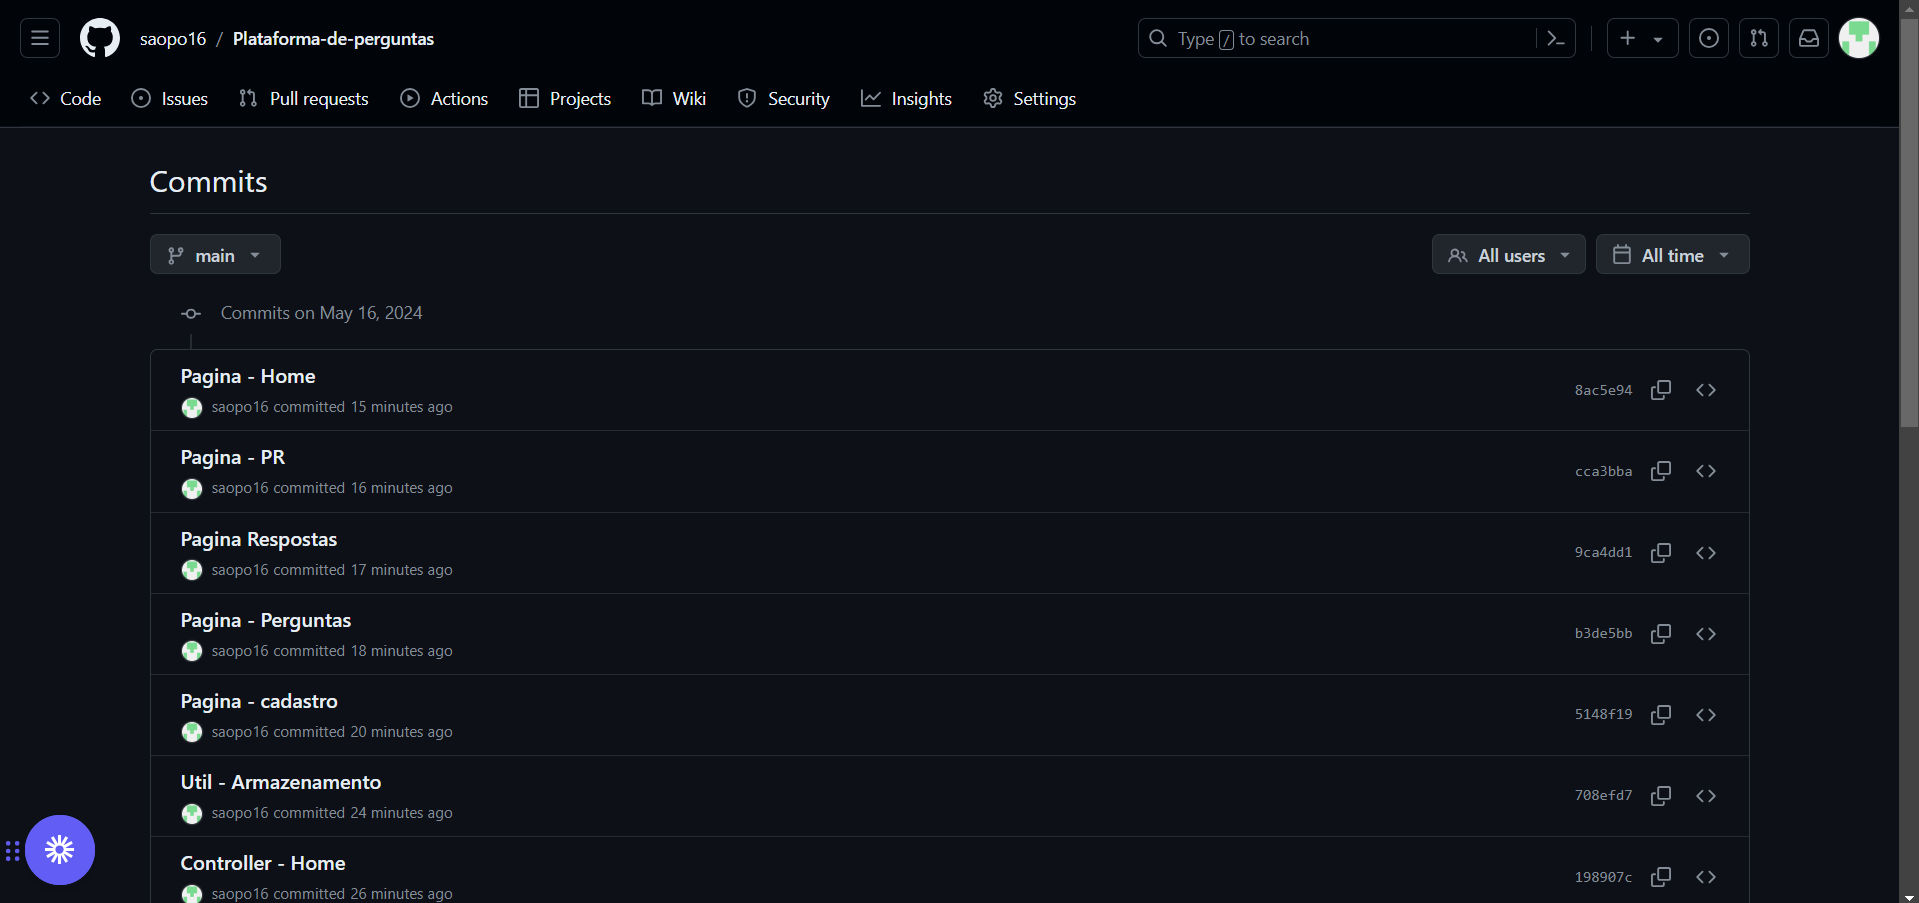 saopo16 / Plataforma-de-perguntas
Type / to search
Code Issues Pull requests Actions Projects Wiki Security Insights Settings
Commits
main All users All time
Commits on May 16, 2024
Pagina - Home
saopo16 committed 15 minutes ago
8ac5e94
Pagina - PR
saopo16 committed 16 minutes ago
cca3bba
Pagina Respostas
saopo16 committed 17 minutes ago
9ca4dd1
Pagina - Perguntas
saopo16 committed 18 minutes ago
b3de5bb
Pagina - cadastro
saopo16 committed 20 minutes ago
5148f19
Util - Armazenamento
saopo16 committed 24 minutes ago
708efd7
Controller - Home
saopo16 committed 26 minutes ago
198907c